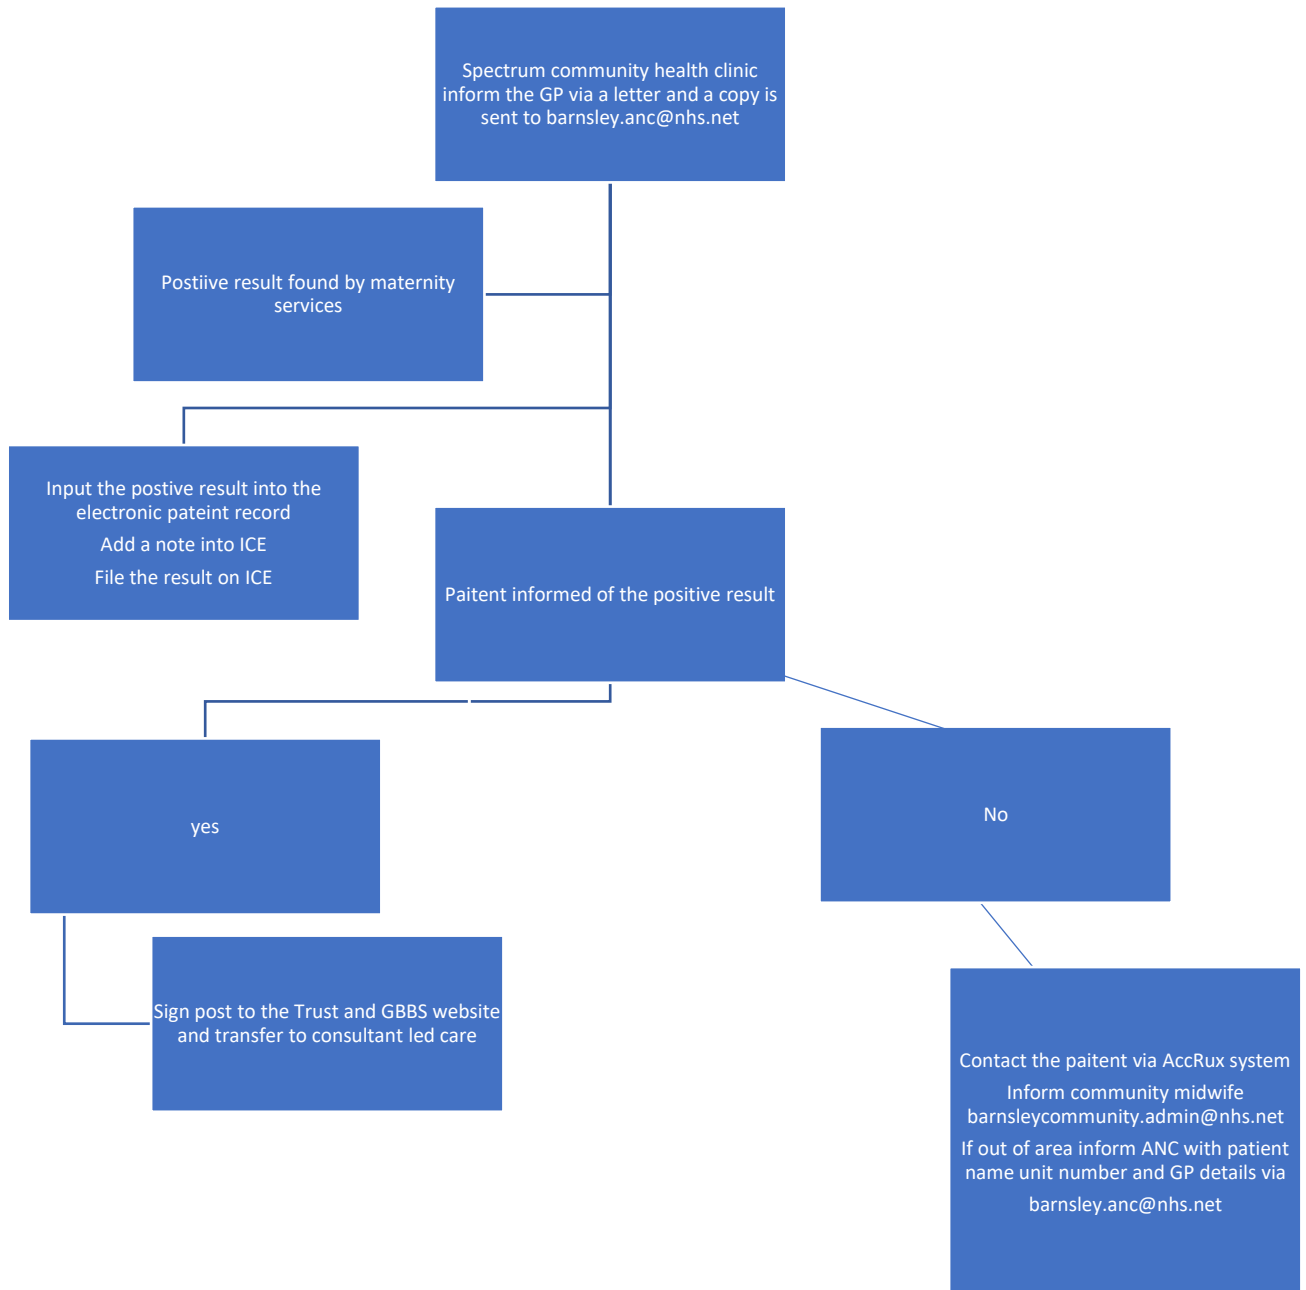 Spectrum community health clinic
inform the GP via a letter and a copy is
sent to barnsley.anc@nhs.net
Postiive result found by maternity
services
Input the postive result into the
electronic pateint record
Add a note into ICE
File the result on ICE
Paitent informed of the positive result
yes
No
Sign post to the Trust and GBBS website
and transfer to consultant led care
Contact the paitent via AccRux system
Inform community midwife
barnsleycommunity.admin@nhs.net
If out of area inform ANC with patient
name unit number and GP details via
barnsley.anc@nhs.net